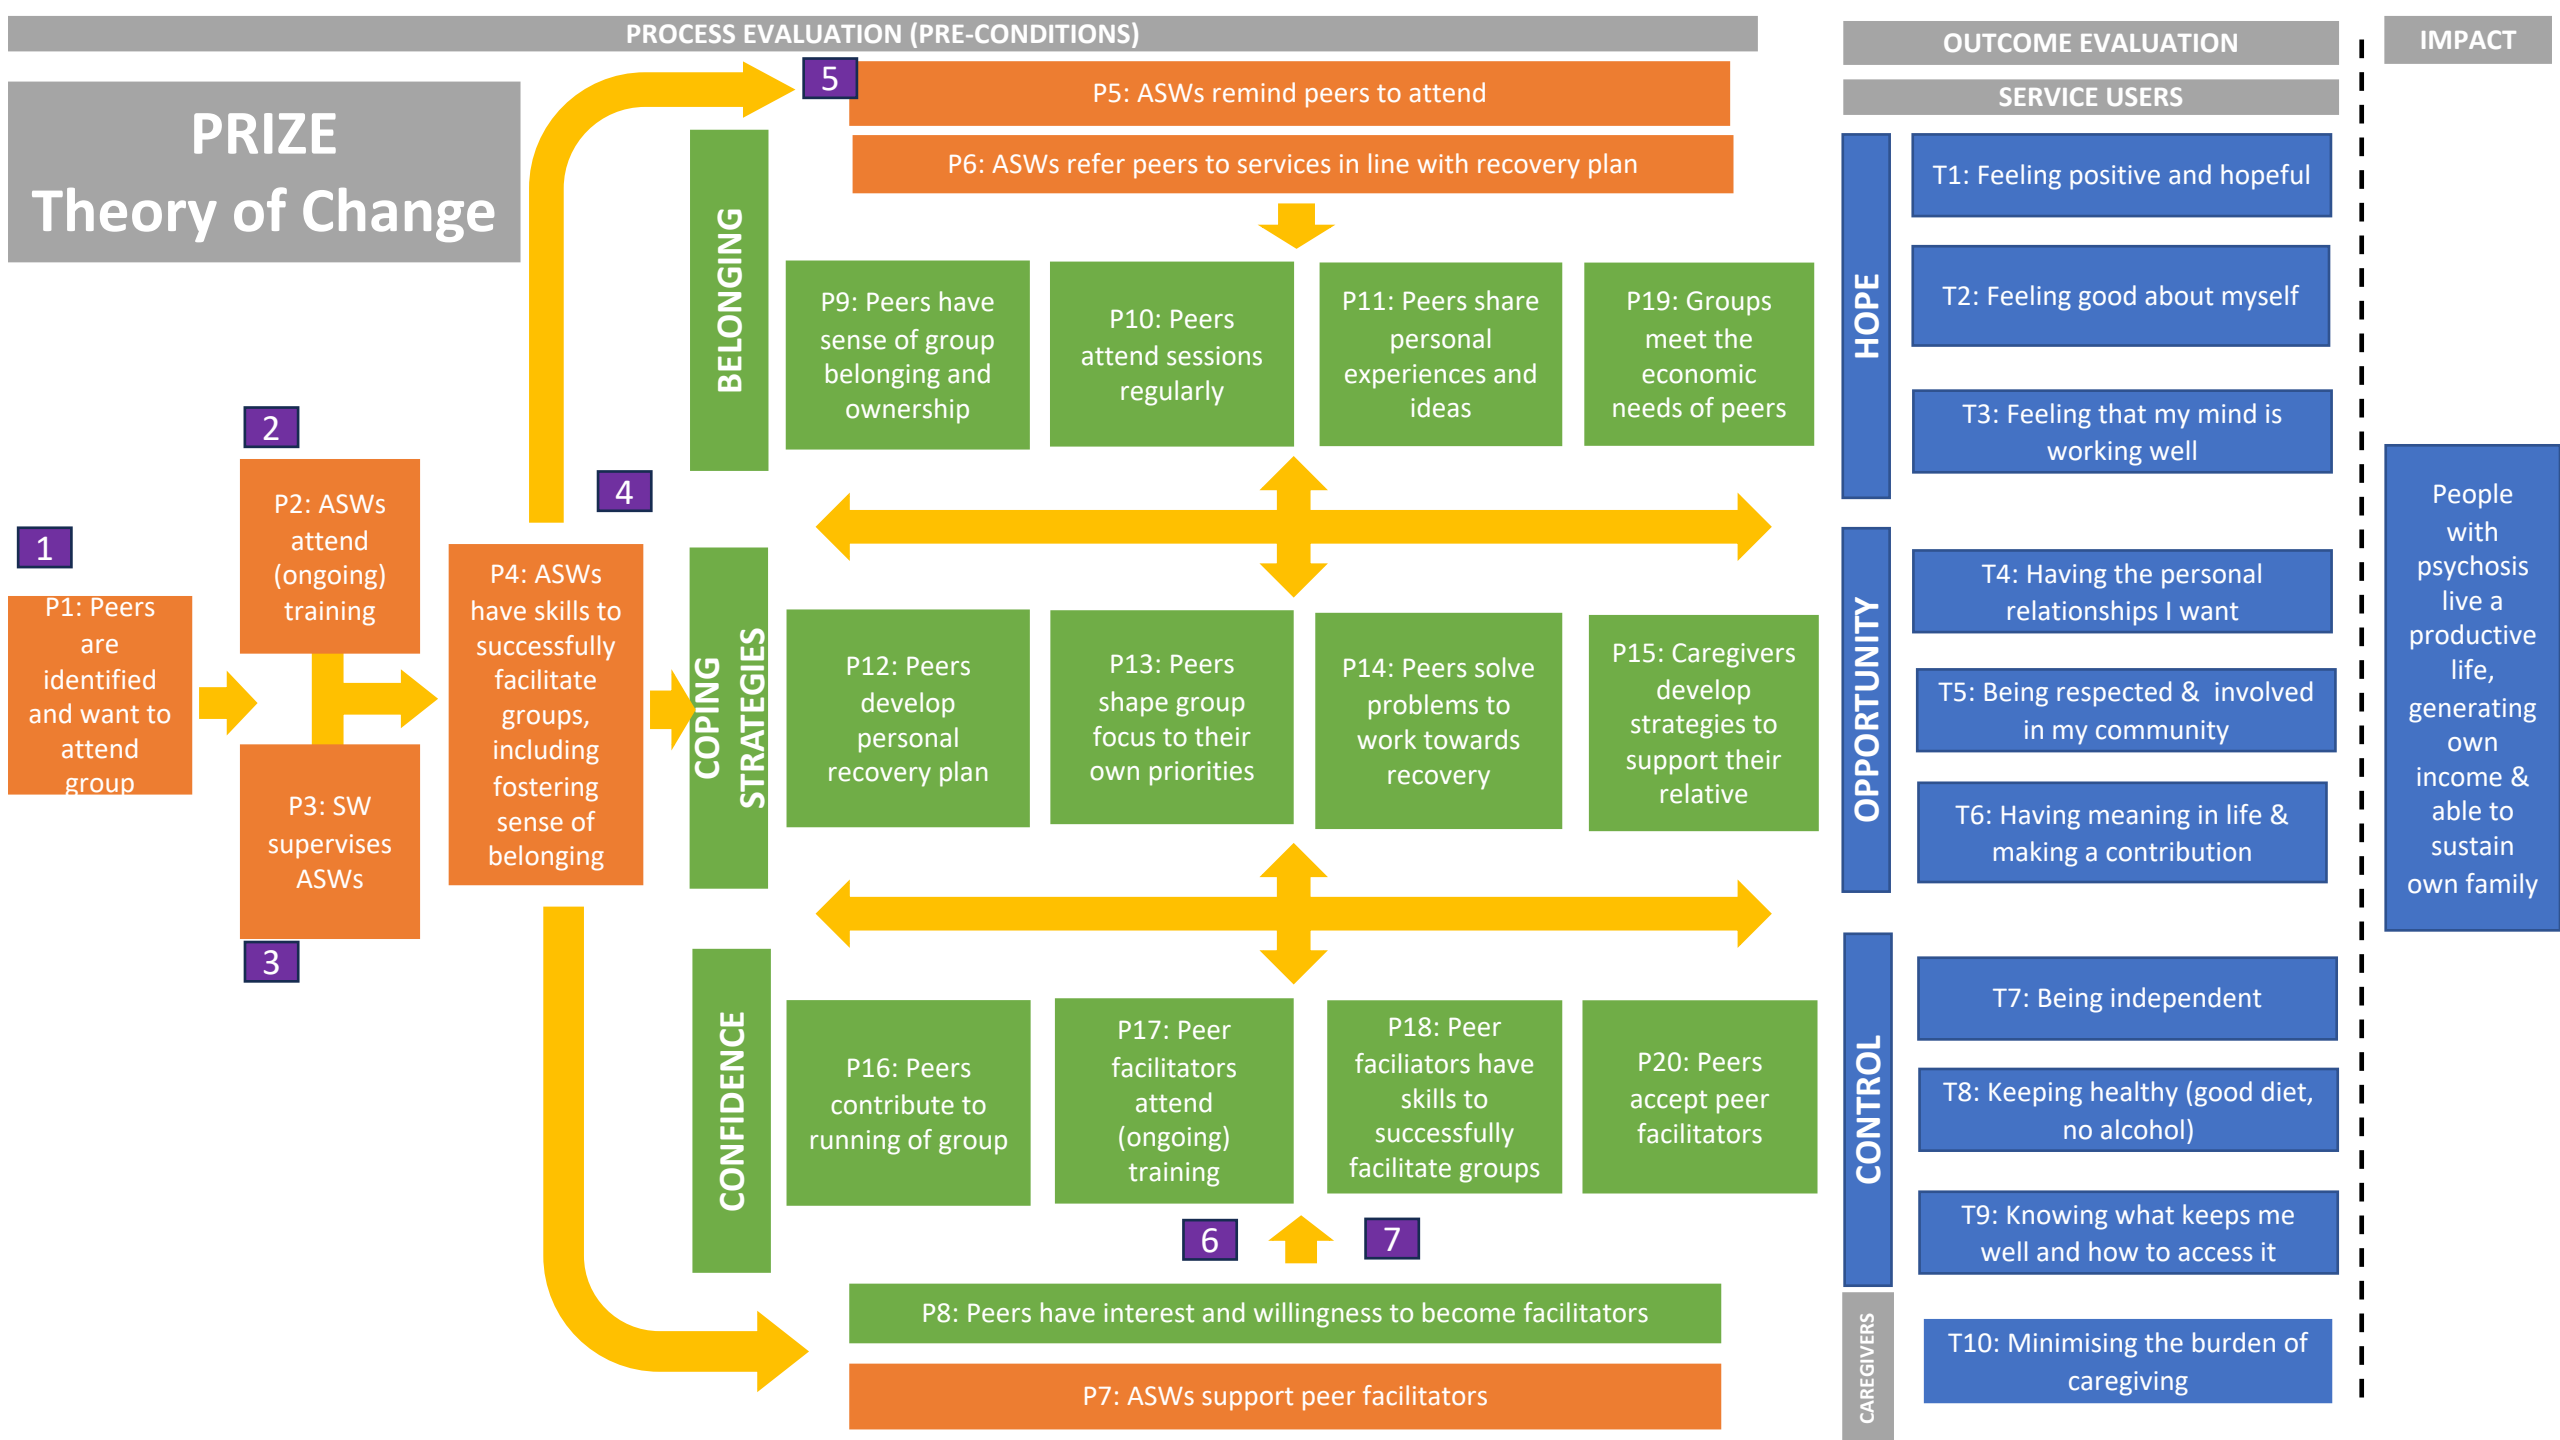 PROCESS EVALUATION (PRE-CONDITIONS)
OUTCOME EVALUATION
IMPACT
PRIZE
Theory of Change
SERVICE USERS
5
P5: ASWs remind peers to attend
P6: ASWs refer peers to services in line with recovery plan
1
P1: Peers
are
identified
and want to
attend
group
2
P2: ASWs
attend
(ongoing)
training
P3: SW
supervises
ASWs
3
4
P4: ASWs
have skills to
successfully
facilitate
groups,
including
fostering
sense of
belonging
BELONGING
P9: Peers have
sense of group
belonging and
ownership
P10: Peers
attend sessions
regularly
P11: Peers share
personal
experiences and
ideas
P19: Groups
meet the
economic
needs of peers
COPING
STRATEGIES
P12: Peers
develop
personal
recovery plan
P13: Peers
shape group
focus to their
own priorities
P14: Peers solve
problems to
work towards
recovery
P15: Caregivers
develop
strategies to
support their
relative
CONFIDENCE
P16: Peers
contribute to
running of group
P17: Peer
facilitators
attend
(ongoing)
training
P18: Peer
faciliators have
skills to
successfully
facilitate groups
P20: Peers
accept peer
facilitators
6
7
P8: Peers have interest and willingness to become facilitators
P7: ASWs support peer facilitators
HOPE
T1: Feeling positive and hopeful
T2: Feeling good about myself
T3: Feeling that my mind is
working well
OPPORTUNITY
T4: Having the personal
relationships I want
T5: Being respected & involved
in my community
T6: Having meaning in life &
making a contribution
CONTROL
T7: Being independent
T8: Keeping healthy (good diet,
no alcohol)
T9: Knowing what keeps me
well and how to access it
CAREGIVERS
T10: Minimising the burden of
caregiving
People
with
psychosis
live a
productive
life,
generating
own
income &
able to
sustain
own family